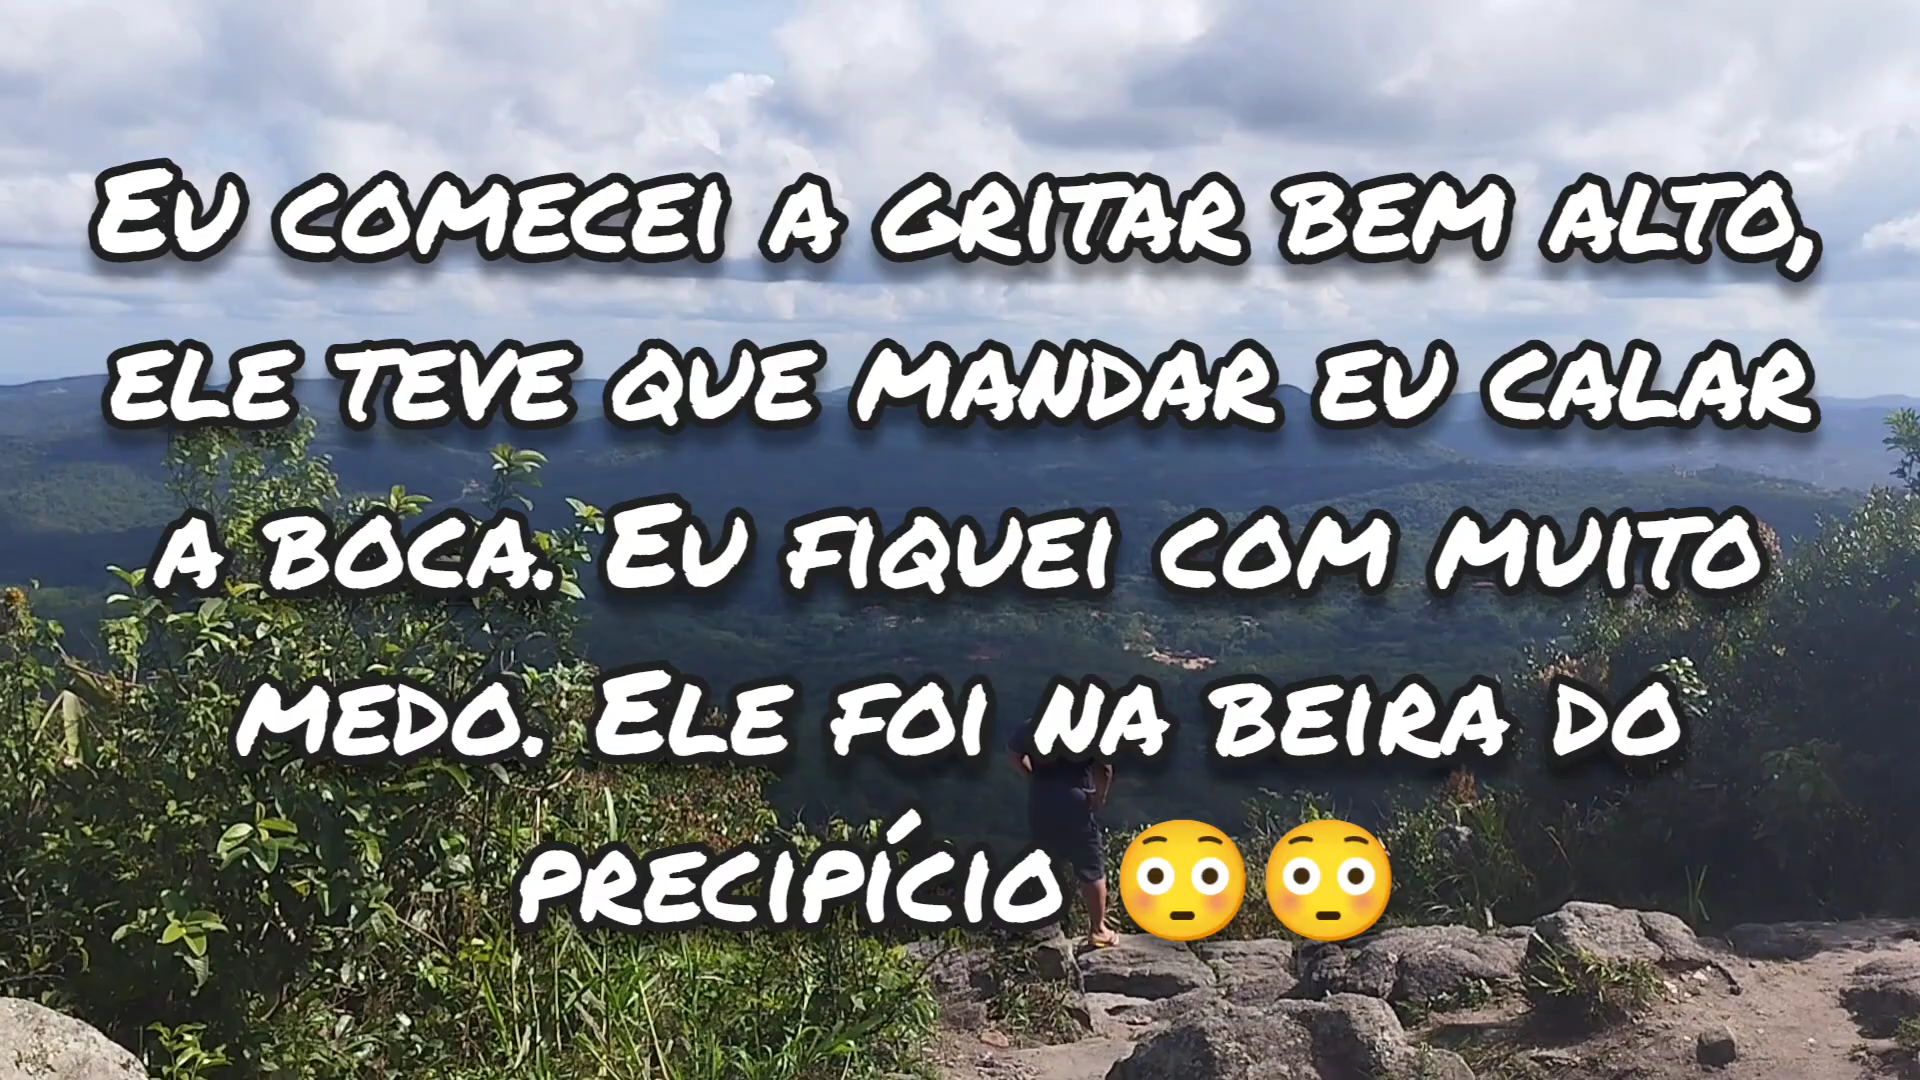 Eu comecei a gritar bem alto,
ele teve que mandar eu calar
a boca. Eu fiquei com muito
medo. Ele foi na beira do
precipício 😳😳